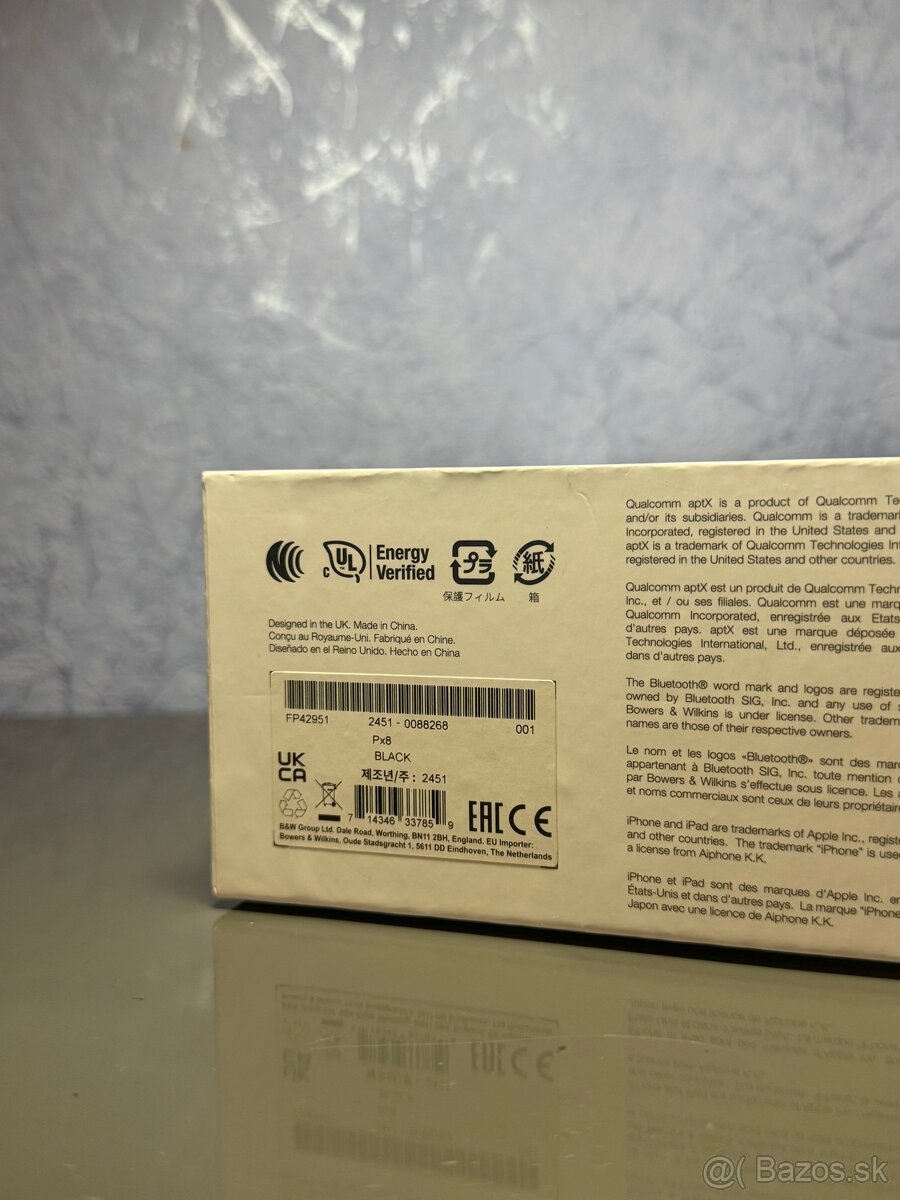 c UL Energy
Verified
プラ
紙
保護フィルム
箱
Designed in the UK. Made in China.
Conçu au Royaume-Uni. Fabriqué en Chine.
Diseñado en el Reino Unido. Hecho en China
FP42951 2451 - 0088268 001
Px8
BLACK
제조년/주 : 2451
UK
CA
7 14346 33785 9
EAC CE
B&W Group Ltd. Dale Road, Worthing, BN11 2BH, England. EU Importer:
Bowers & Wilkins, Oude Stadsgracht 1, 5611 DD Eindhoven, The Netherlands
Qualcomm aptX is a product of Qualcomm
and/or its subsidiaries. Qualcomm is a
Incorporated, registered in the United States and
aptX is a trademark of Qualcomm Technologies
registered in the United States and other countries.
Qualcomm aptX est un produit de Qualcomm
Inc., et / ou ses filiales. Qualcomm est une
Qualcomm Incorporated, enregistrée aux
d'autres pays. aptX est une marque déposée
Technologies International, Ltd., enregistrée aux
dans d'autres pays.
The Bluetooth® word mark and logos are
owned by Bluetooth SIG, Inc. and any use of
Bowers & Wilkins is under license. Other
names are those of their respective owners.
Le nom et les logos «Bluetooth®» sont des
appartenant à Bluetooth SIG, Inc. toute mention
par Bowers & Wilkins s'effectue sous licence. Les
et noms commerciaux sont ceux de leurs
iPhone and iPad are trademarks of Apple Inc.,
and other countries. The trademark "iPhone" is
a license from Aiphone K.K.
iPhone et iPad sont des marques d'Apple Inc.
États-Unis et dans d'autres pays. La marque "iPhone
Japon avec une licence de Aiphone K.K.
@( Bazos.sk